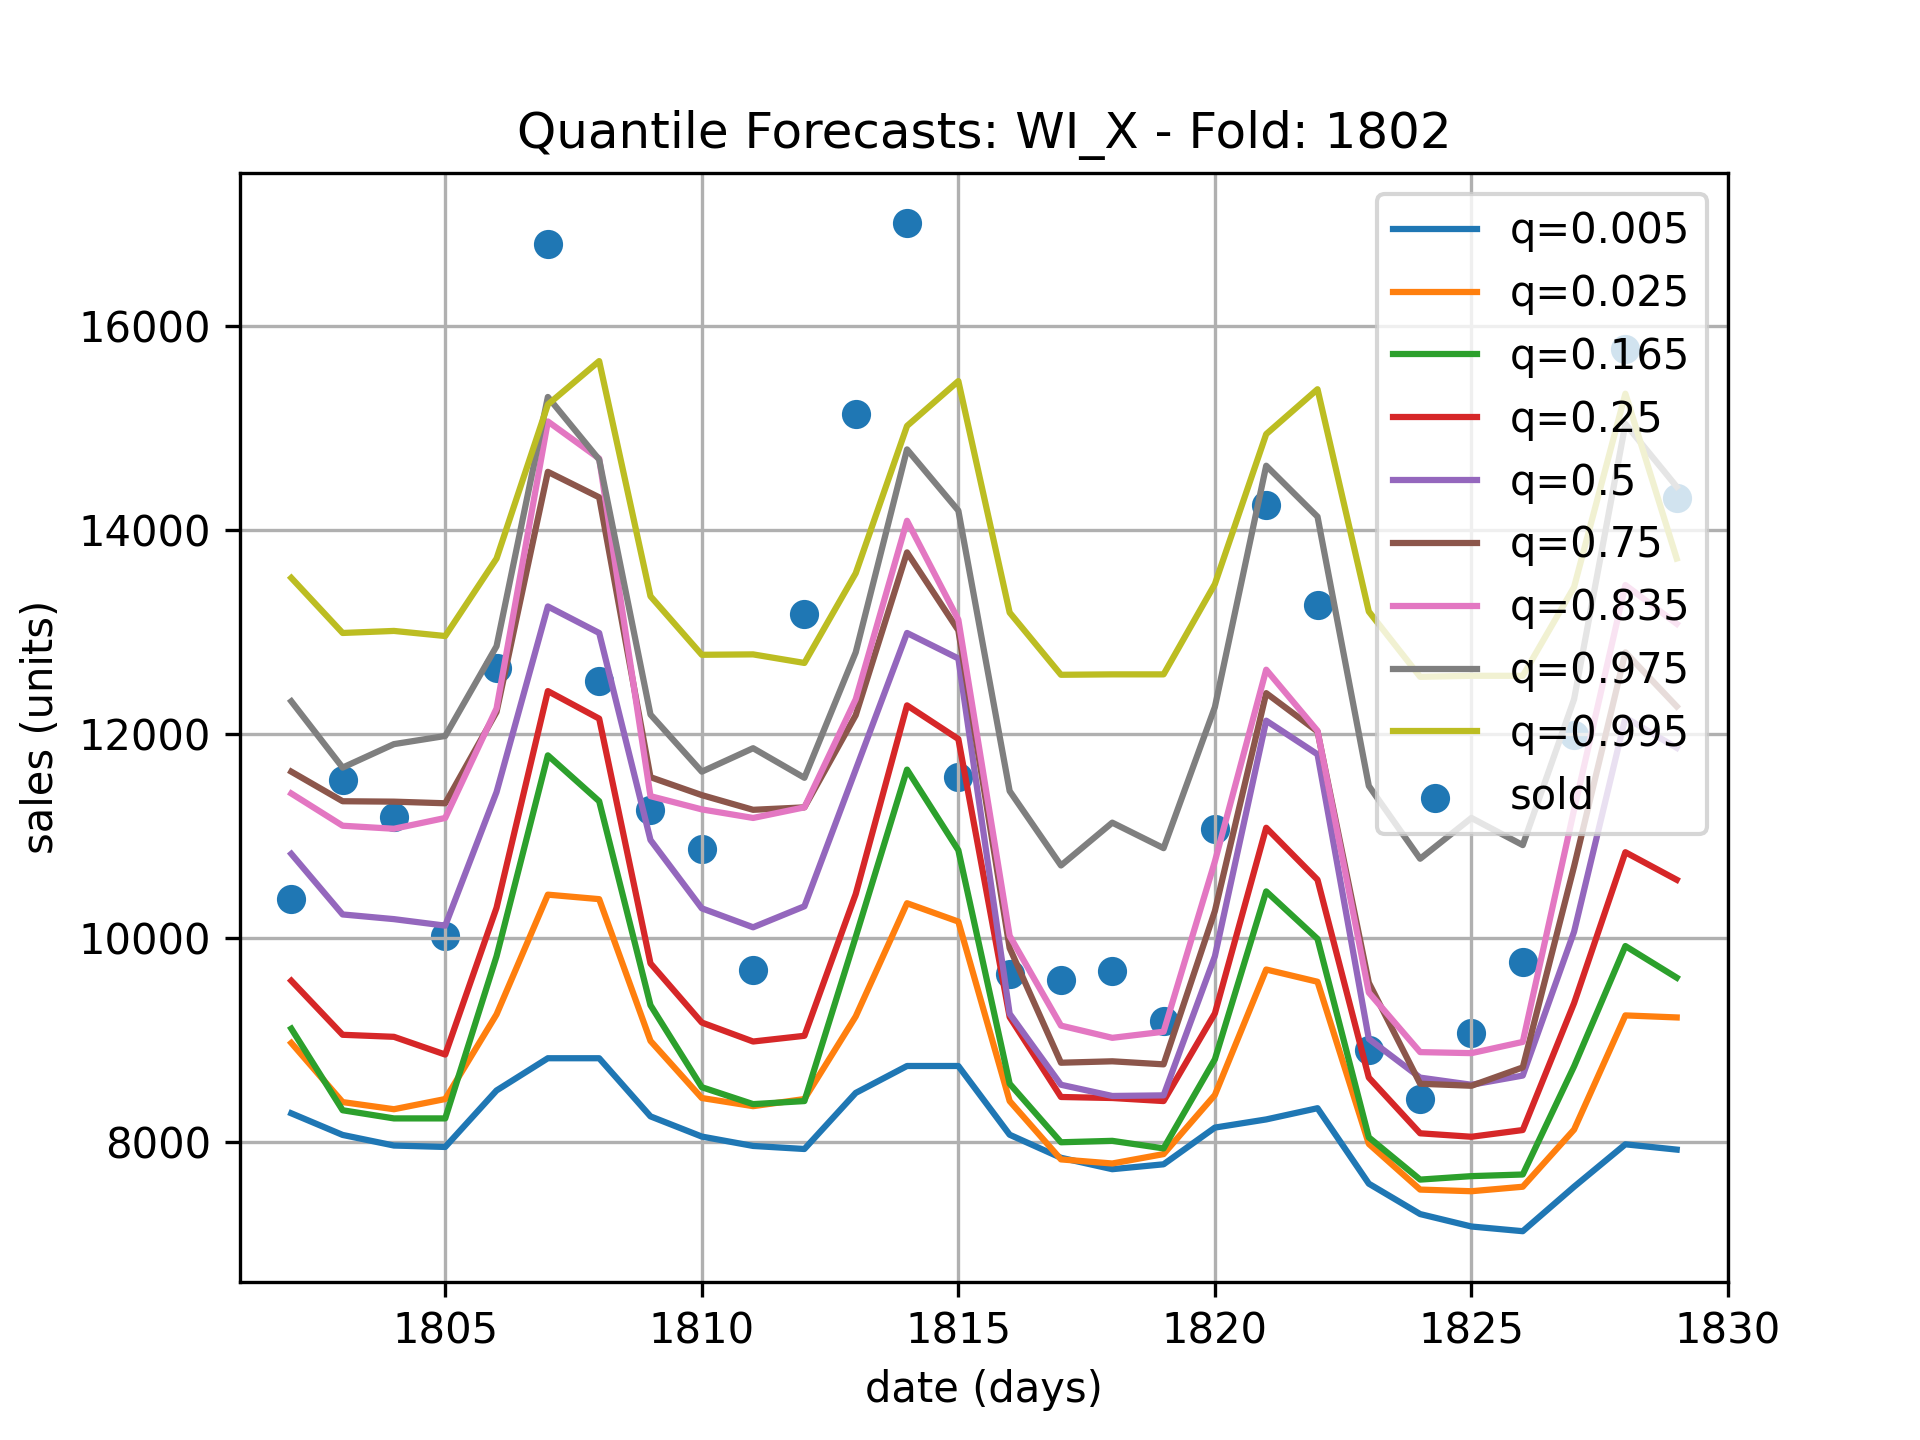 Quantile Forecasts: WI_X - Fold: 1802
q=0.005
q=0.025
q=0.165
q=0.25
q=0.5
q=0.75
q=0.835
q=0.975
q=0.995
sold
16000
14000
12000
10000
8000
sales (units)
1805 1810 1815 1820 1825 1830
date (days)